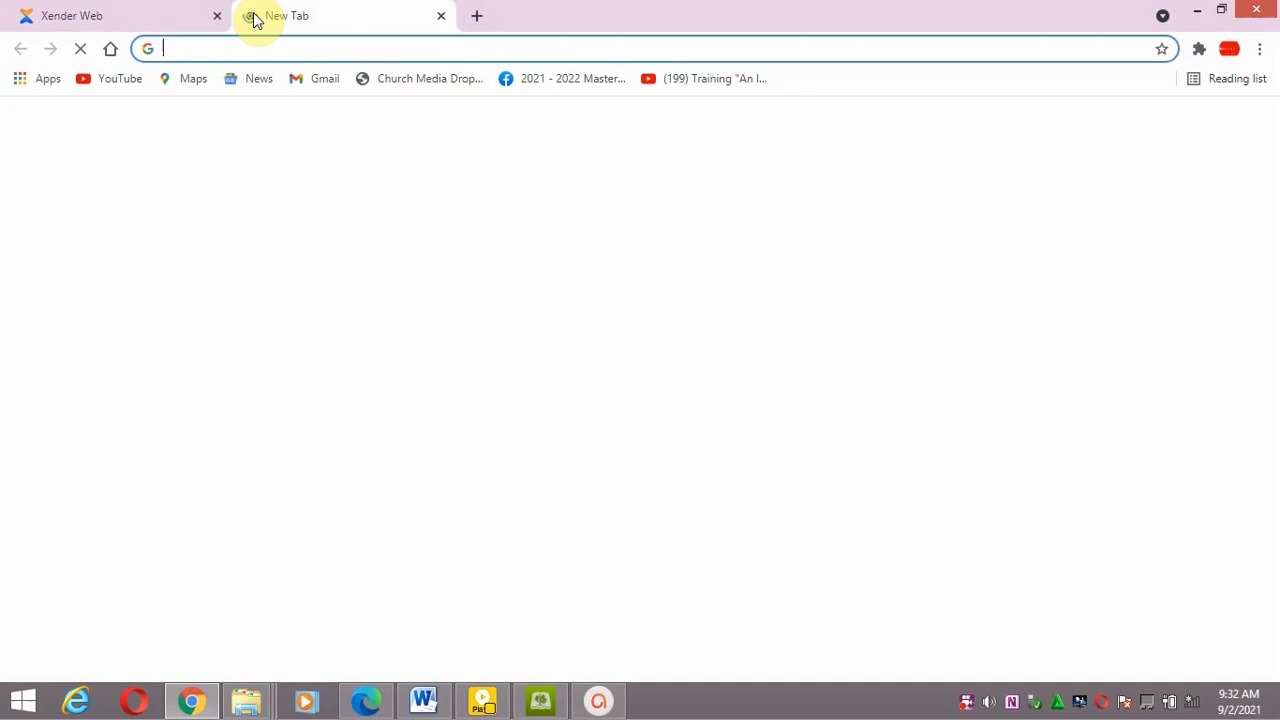 Xender Web
New Tab
Apps YouTube Maps News Gmail Church Media Drop... 2021 - 2022 Master... (199) Training "An I... Reading list
9:32 AM
9/2/2021